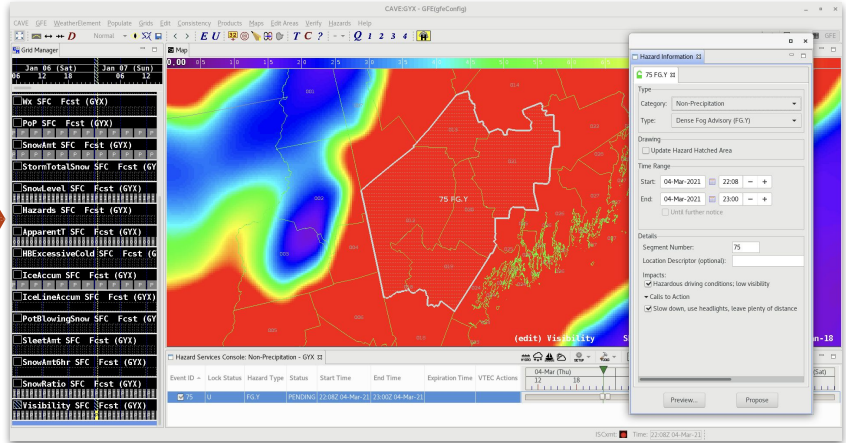 CAVE:GYX - GFE(gfeConfig)
CAVE GFE WeatherElement Populate Grids Edit Consistency Products Maps Edit Areas Verify Hazards Help
D Normal E U T C ? - - Q 1 2 3 4 GFE
Grid Manager
Jan 06 (Sat) Jan 07 (Sun)
06 12 18 06 12
Wx SFC Fcst (GYX)
PoP SFC Fcst (GYX)
SnowAmt SFC Fcst (GYX)
StormTotalSnow SFC Fcst (GY
SnowLevel SFC Fcst (GYX)
Hazards SFC Fcst (GYX)
ApparentT SFC Fcst (GYX)
HBExcessiveCold SFC Fcst (G
IceAccum SFC Fcst (GYX)
IceLineAccum SFC Fcst (GYX)
PotBlowingSnow SFC Fcst (GY
SleetAmt SFC Fcst (GYX)
SnowAmt6hr SFC Fcst (GYX)
SnowRatio SFC Fcst (GYX)
Visibility SFC Fcst (GYX)
Map
0.00
75 FG.Y
(edit) Visibility
an-18
Hazard Services Console: Non-Precipitation - GYX
Event ID Lock Status Hazard Type Status Start Time End Time Expiration Time VTEC Actions
04-Mar (Thu)
12 18
(Sat)
75 U FG.Y PENDING 22:08Z 04-Mar-21 23:00Z 04-Mar-21
Hazard Information
75 FG.Y
Type
Category: Non-Precipitation
Type: Dense Fog Advisory (FG.Y)
Drawing
Update Hazard Hatched Area
Time Range
Start: 04-Mar-2021 22:08 - +
End: 04-Mar-2021 23:00 - +
Until further notice
Details
Segment Number: 75
Location Descriptor (optional):
Impacts:
Hazardous driving conditions; low visibility
Calls to Action
Slow down, use headlights, leave plenty of distance
Preview... Propose
ISCent: Time: 22:08Z 04-Mar-21